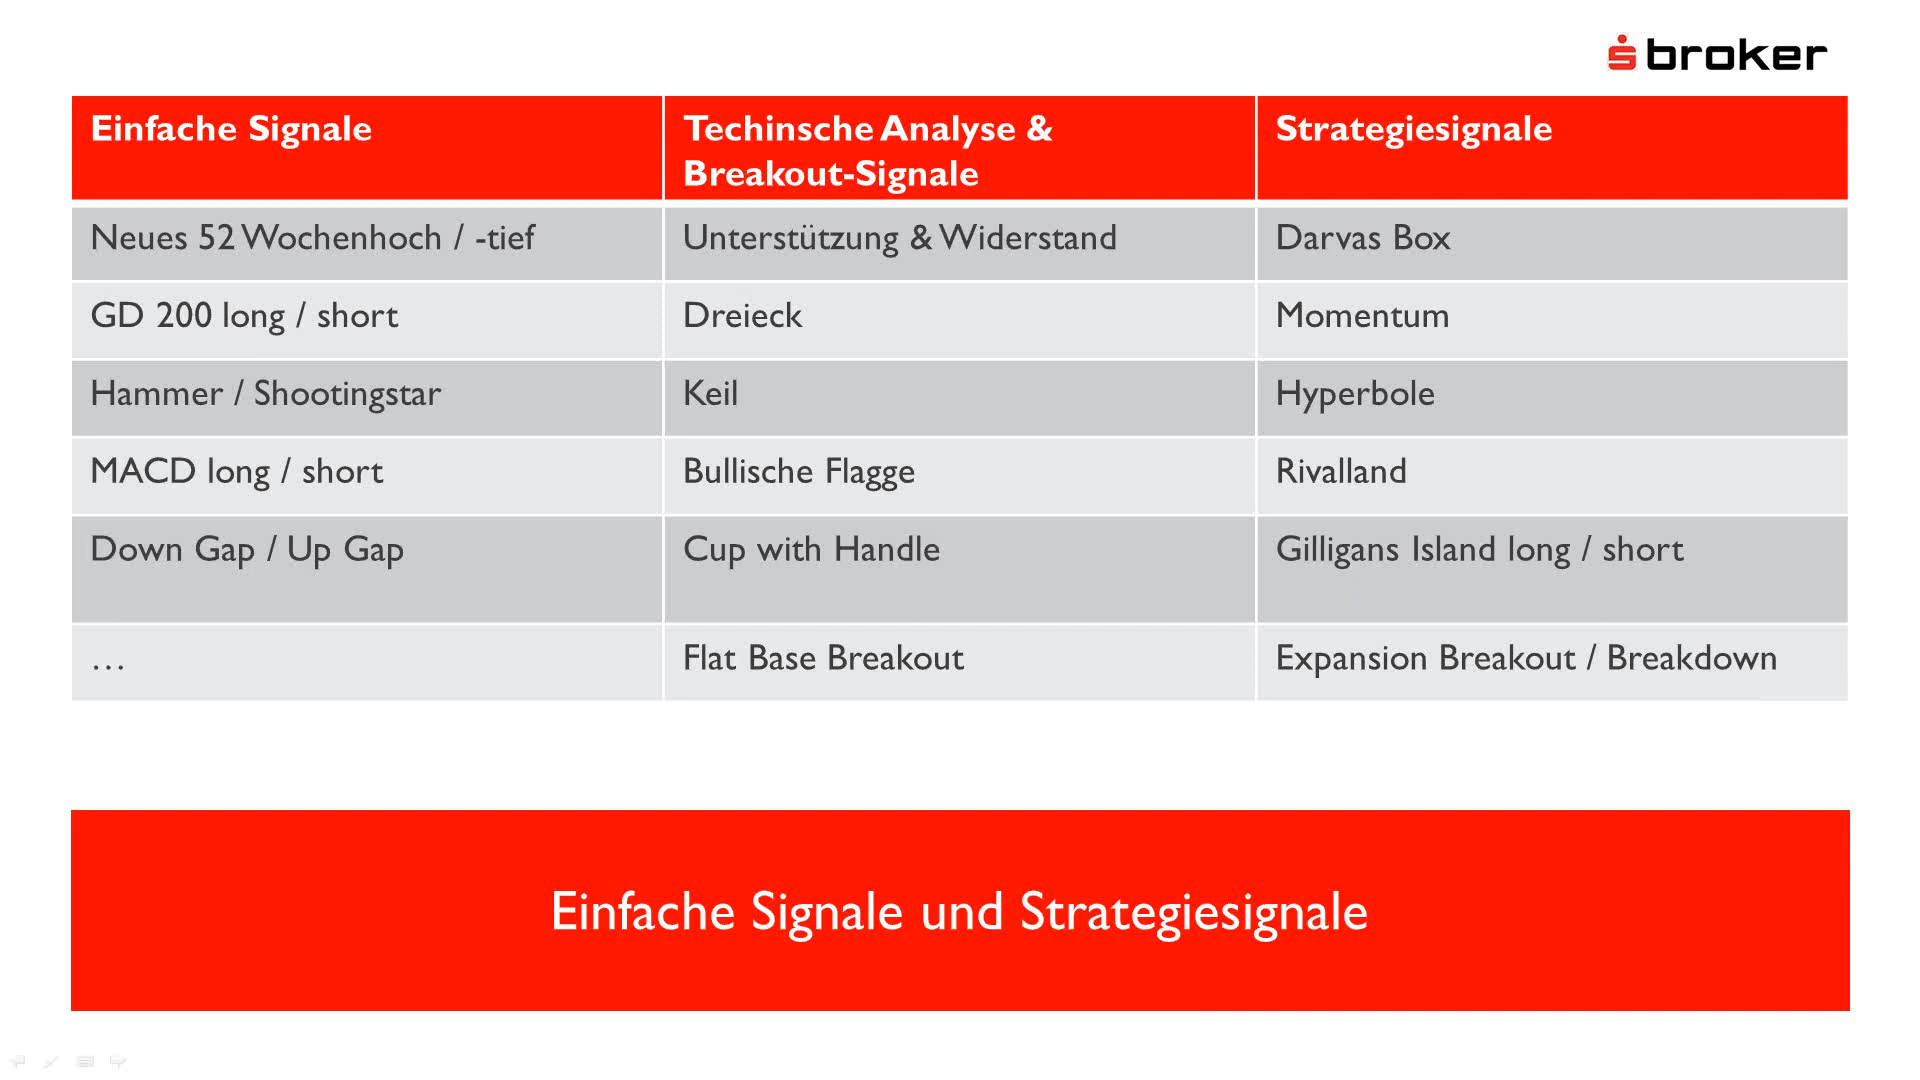 broker
Einfache Signale
Techinsche Analyse &
Breakout-Signale
Strategiesignale
Neues 52 Wochenhoch / -tief
Unterstützung & Widerstand
Darvas Box
GD 200 long / short
Dreieck
Momentum
Hammer / Shootingstar
Keil
Hyperbole
MACD long / short
Bullische Flagge
Rivalland
Down Gap / Up Gap
Cup with Handle
Gilligans Island long / short
…
Flat Base Breakout
Expansion Breakout / Breakdown
Einfache Signale und Strategiesignale